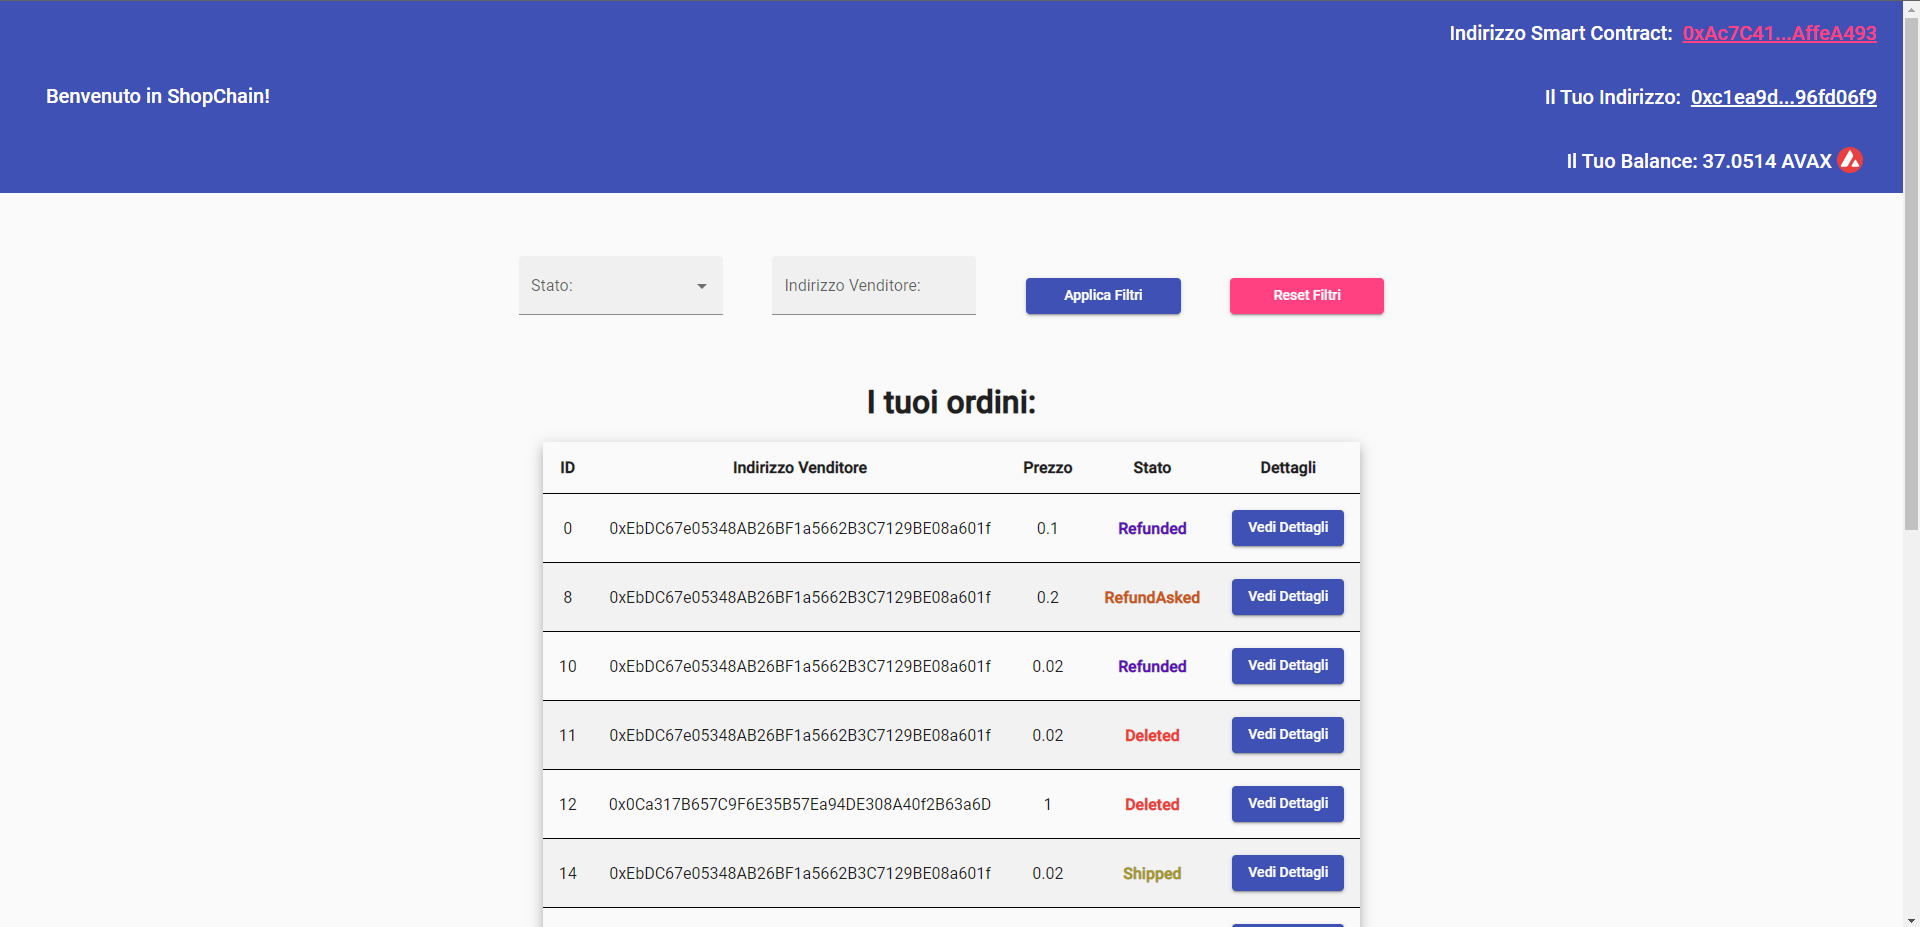 Indirizzo Smart Contract: 0xAc7C41...AffeA493
Benvenuto in ShopChain!
Il Tuo Indirizzo: 0xc1ea9d...96fd06f9
Il Tuo Balance: 37.0514 AVAX
Stato: Indirizzo Venditore: Applica Filtri Reset Filtri
I tuoi ordini:
ID Indirizzo Venditore Prezzo Stato Dettagli
0 0xEbDC67e05348AB26BF1a5662B3C7129BE08a601f 0.1 Refunded Vedi Dettagli
8 0xEbDC67e05348AB26BF1a5662B3C7129BE08a601f 0.2 RefundAsked Vedi Dettagli
10 0xEbDC67e05348AB26BF1a5662B3C7129BE08a601f 0.02 Refunded Vedi Dettagli
11 0xEbDC67e05348AB26BF1a5662B3C7129BE08a601f 0.02 Deleted Vedi Dettagli
12 0x0Ca317B657C9F6E35B57Ea94DE308A40f2B63a6D 1 Deleted Vedi Dettagli
14 0xEbDC67e05348AB26BF1a5662B3C7129BE08a601f 0.02 Shipped Vedi Dettagli